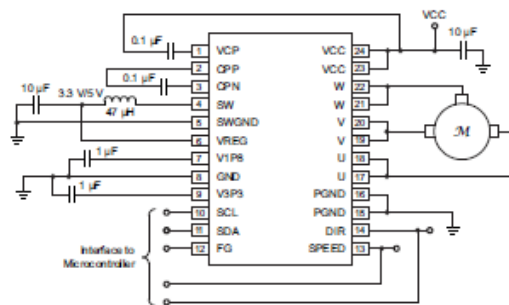 VCC
0.1 µF
10 µF
1 VCP VCC 24
2 CPP VCC 23
0.1 µF
3 CPN W 22
10 µF 3.3 V/5 V
47 µH
4 SW W 21
5 SWGND V 20
M
6 VREG V 19
1 µF
7 V1P8 U 18
8 GND U 17
1 µF
9 V3P3 PGND 16
10 SCL PGND 15
11 SDA DIR 14
12 FG SPEED 13
Interface to
Microcontroller